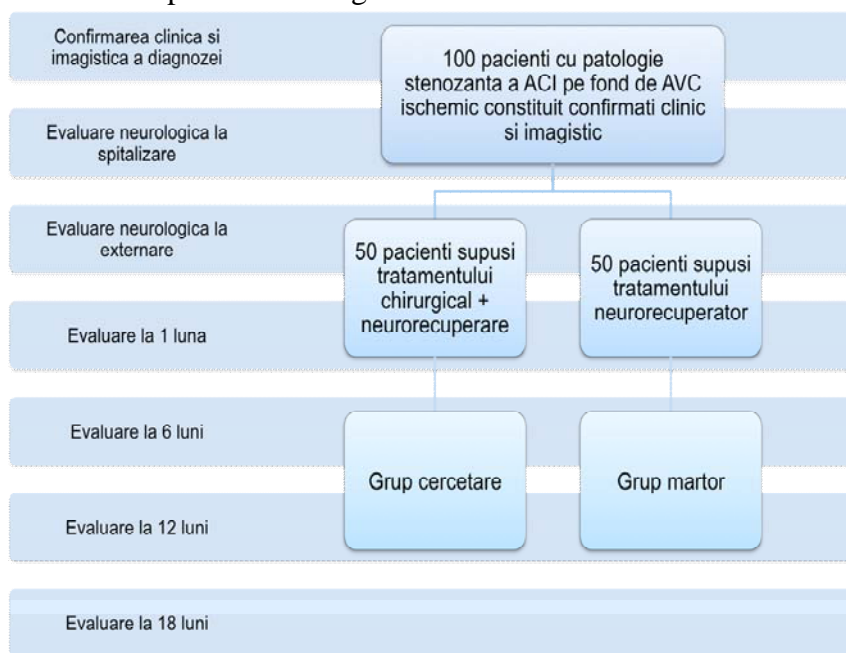 Confirmarea clinica si
imagistica a diagnozei
100 pacienti cu patologie
stenozanta a ACI pe fond de AVC
ischemic constituit confirmati clinic
si imagistic
Evaluare neurologica la
spitalizare
Evaluare neurologica la
externare
50 pacienti supusi
tratamentului
chirurgical +
neurorecuperare
50 pacienti supusi
tratamentului
neurorecuperator
Evaluare la 1 luna
Evaluare la 6 luni
Grup cercetare
Grup martor
Evaluare la 12 luni
Evaluare la 18 luni